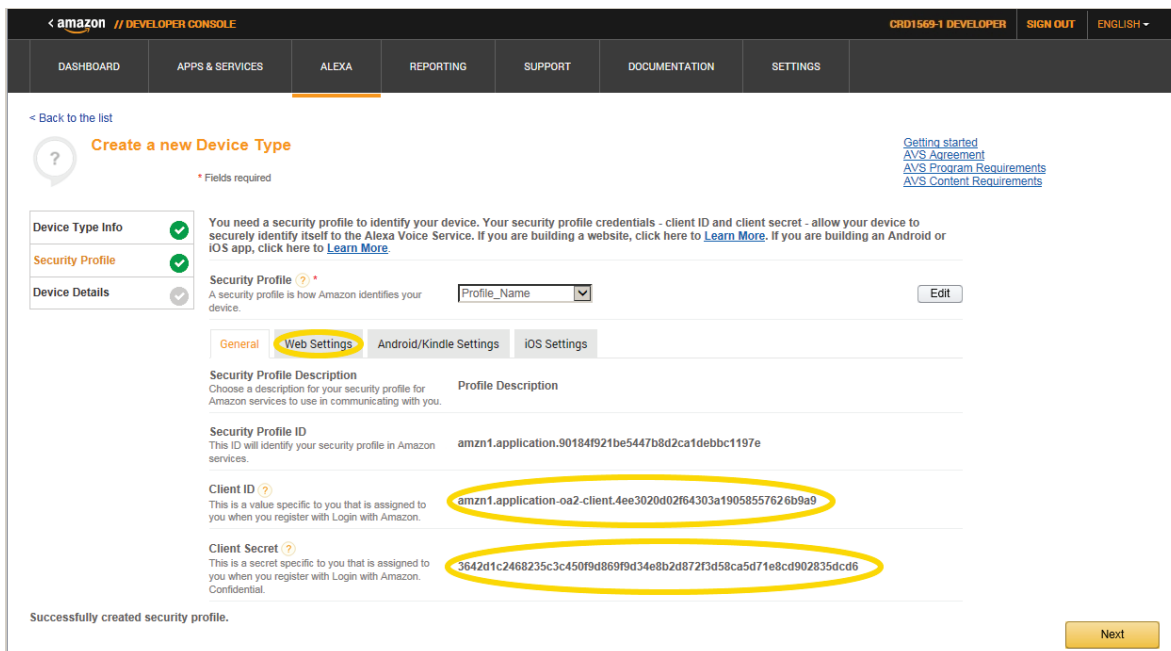 < amazon // DEVELOPER CONSOLE
CRD1569-1 DEVELOPER SIGN OUT ENGLISH
DASHBOARD APPS & SERVICES ALEXA REPORTING SUPPORT DOCUMENTATION SETTINGS
< Back to the list
? Create a new Device Type
* Fields required
Getting started
AVS Agreement
AVS Program Requirements
AVS Content Requirements
Device Type Info
Security Profile
Device Details
You need a security profile to identify your device. Your security profile credentials - client ID and client secret - allow your device to
securely identify itself to the Alexa Voice Service. If you are building a website, click here to Learn More. If you are building an Android or
iOS app, click here to Learn More.
Security Profile ? *
A security profile is how Amazon identifies your
device.
Profile_Name
Edit
General Web Settings Android/Kindle Settings iOS Settings
Security Profile Description
Choose a description for your security profile for
Amazon services to use in communicating with you.
Profile Description
Security Profile ID
This ID will identify your security profile in Amazon
services.
amzn1.application.90184f921be5447b8d2ca1debbc1197e
Client ID ?
This is a value specific to you that is assigned to
you when you register with Login with Amazon.
amzn1.application-oa2-client.4ee3020d02f64303a19058557626b9a9
Client Secret ?
This is a secret specific to you that is assigned to
you when you register with Login with Amazon.
Confidential.
3642d1c2468235c3c450f9d869f9d34e8b2d872f3d58ca5d71e8cd902835dcd6
Successfully created security profile.
Next